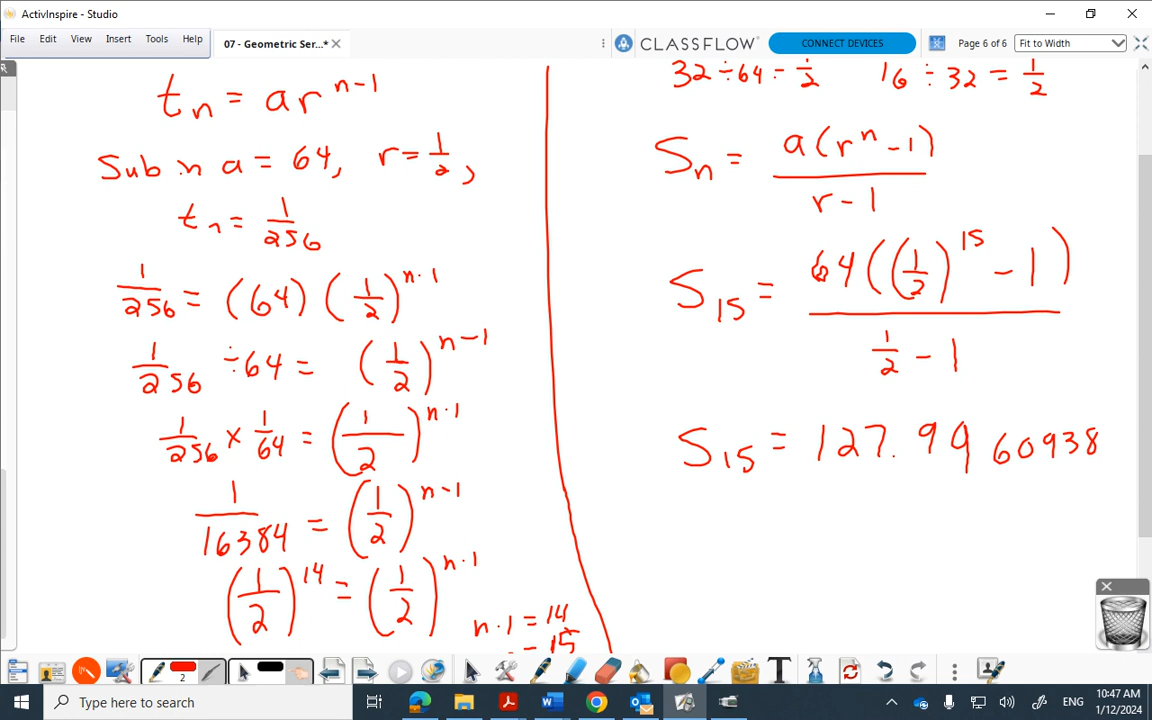 ActivInspire - Studio
File Edit View Insert Tools Help
07 - Geometric Ser...*
CLASSFLOW
CONNECT DEVICES
Page 6 of 6
Fit to Width
tₙ = ar^(n-1)
Sub in a = 64, r = 1/2,
tₙ = 1/256
1/256 = (64) (1/2)^(n-1)
1/256 ÷ 64 = (1/2)^(n-1)
1/256 × 1/64 = (1/2)^(n-1)
1/16384 = (1/2)^(n-1)
(1/2)^14 = (1/2)^(n-1)
n-1 = 14
= 15
32 ÷ 64 = 1/2 16 ÷ 32 = 1/2
Sₙ = a(rⁿ - 1) / r - 1
S₁₅ = 64((1/2)^15 - 1) / 1/2 - 1
S₁₅ = 127.9960938
2
Type here to search
ENG
10:47 AM
1/12/2024